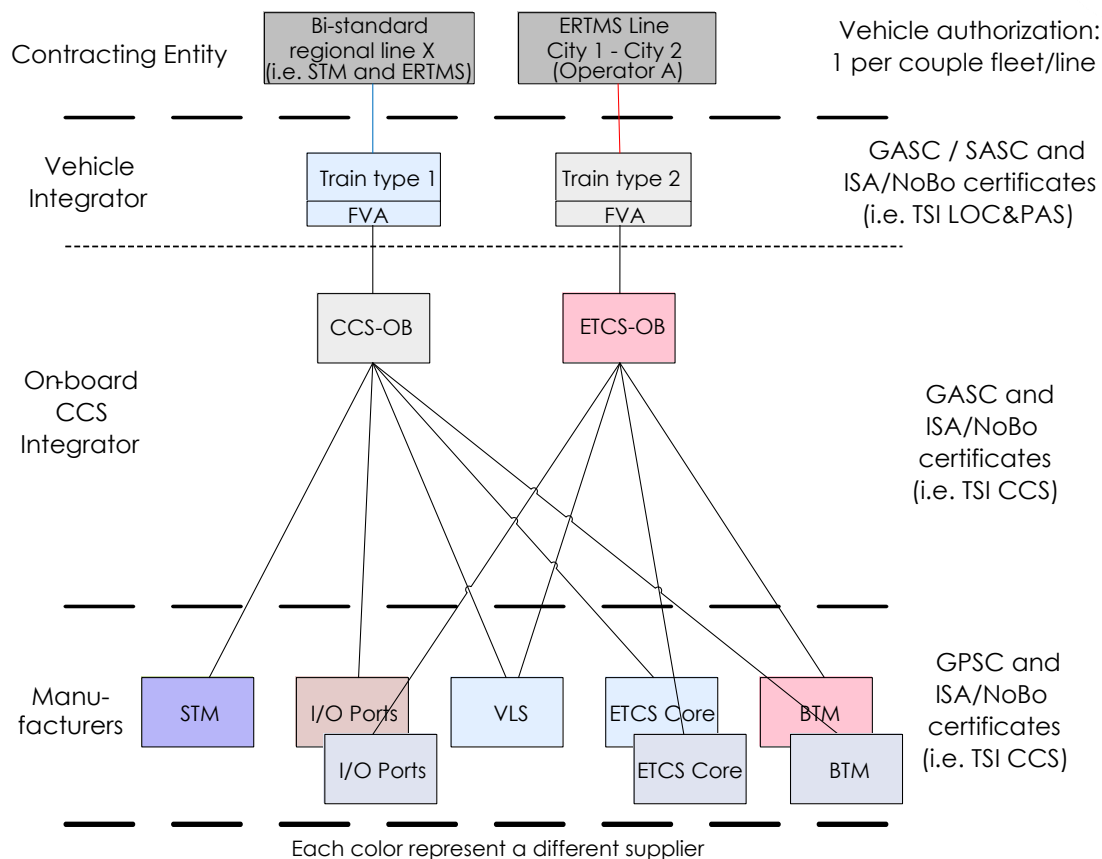 Contracting Entity
Bi-standard
regional line X
(i.e. STM and ERTMS)
ERTMS Line
City 1 - City 2
(Operator A)
Vehicle authorization:
1 per couple fleet/line
Vehicle
Integrator
Train type 1
FVA
Train type 2
FVA
GASC / SASC and
ISA/NoBo certificates
(i.e. TSI LOC&PAS)
CCS-OB
ETCS-OB
On-board
CCS
Integrator
GASC and
ISA/NoBo
certificates
(i.e. TSI CCS)
Manu-
facturers
STM
I/O Ports
VLS
ETCS Core
BTM
I/O Ports
ETCS Core
BTM
GPSC and
ISA/NoBo
certificates
(i.e. TSI CCS)
Each color represent a different supplier